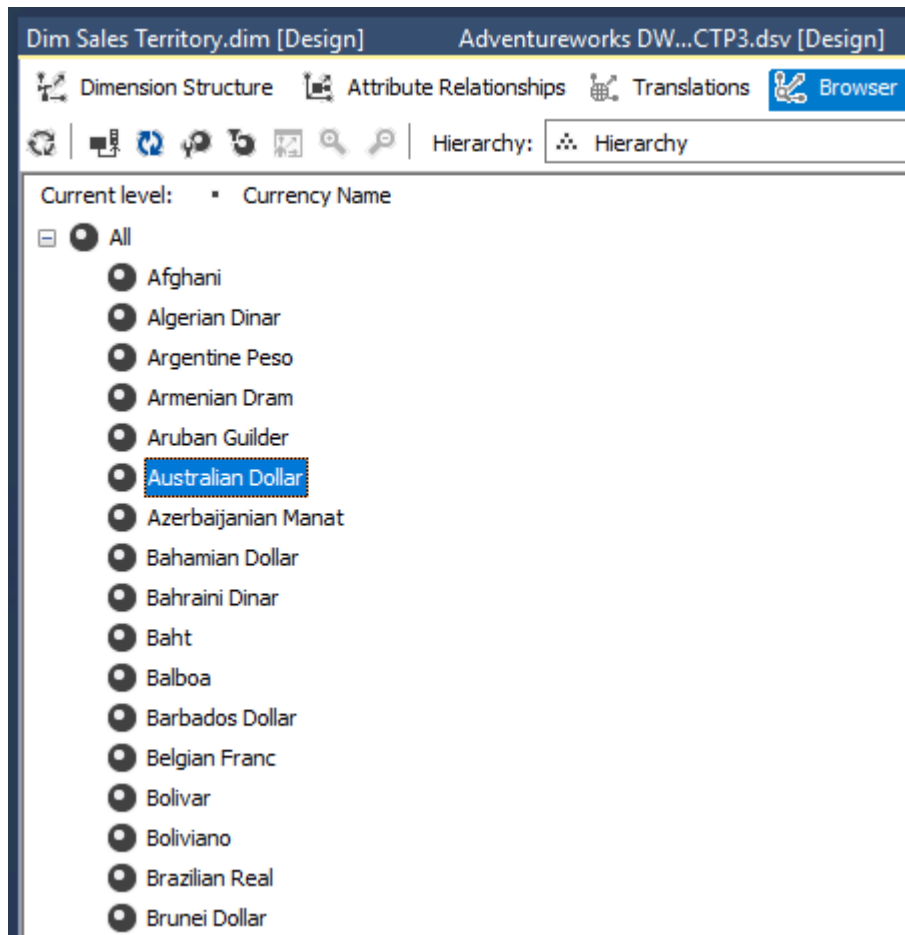 Dim Sales Territory.dim [Design] Adventureworks DW...CTP3.dsv [Design]
Dimension Structure Attribute Relationships Translations Browser
Hierarchy: Hierarchy
Current level: Currency Name
All
Afghani
Algerian Dinar
Argentine Peso
Armenian Dram
Aruban Guilder
Australian Dollar
Azerbaijanian Manat
Bahamian Dollar
Bahraini Dinar
Baht
Balboa
Barbados Dollar
Belgian Franc
Bolivar
Boliviano
Brazilian Real
Brunei Dollar